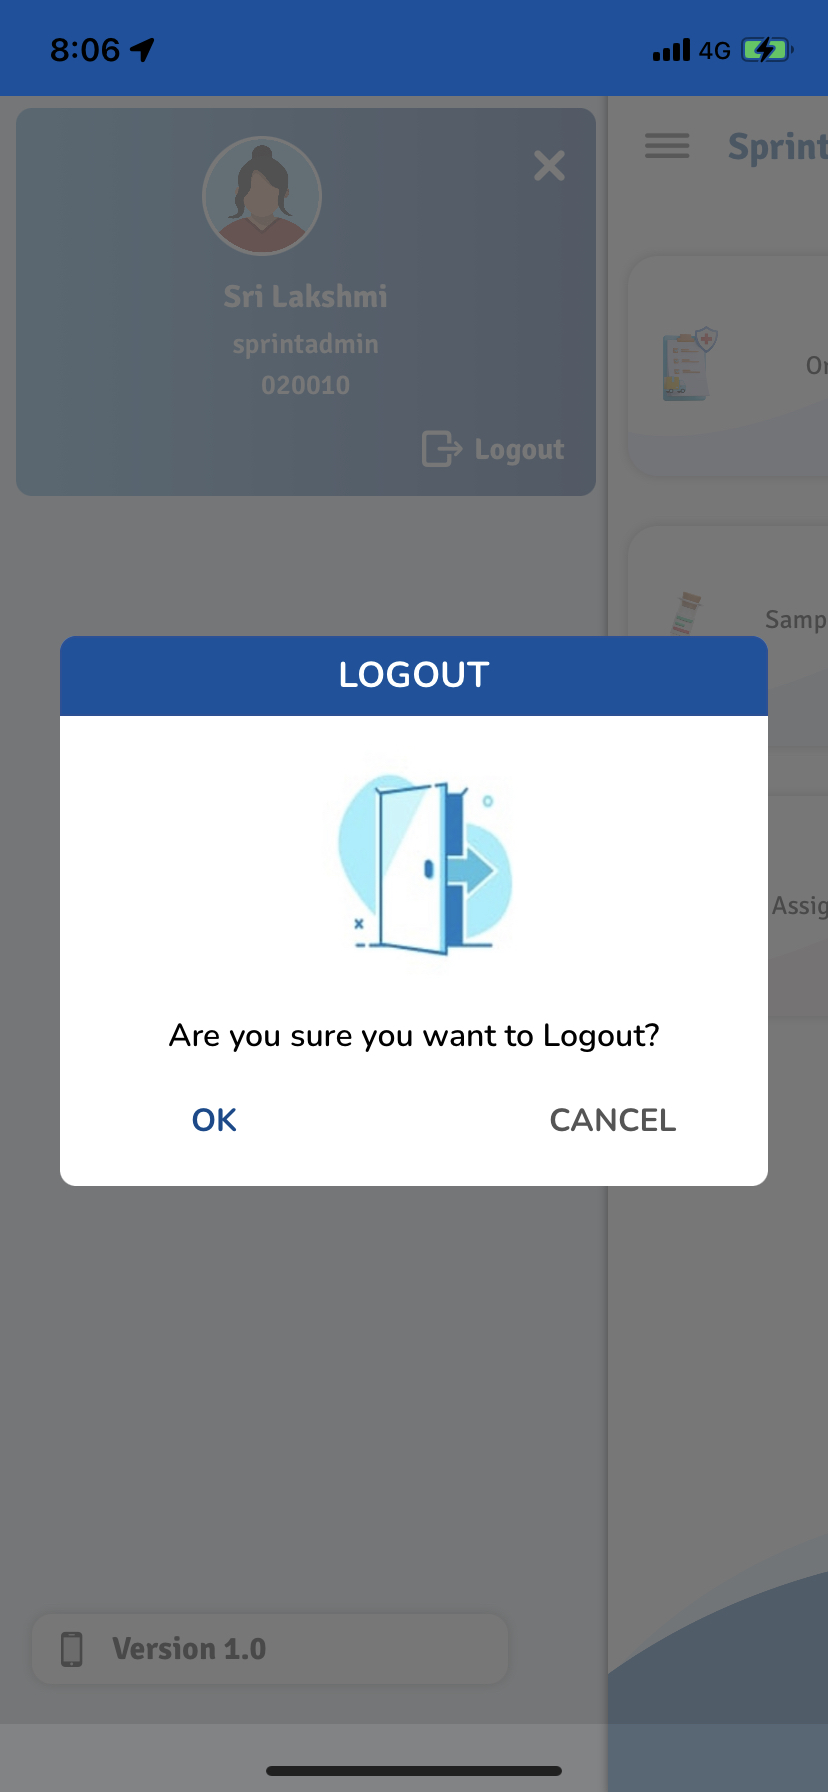 8:06
4G
Sprint
Sri Lakshmi
sprintadmin
020010
Logout
Or
Samp
LOGOUT
Assig
Are you sure you want to Logout?
OK
CANCEL
Version 1.0